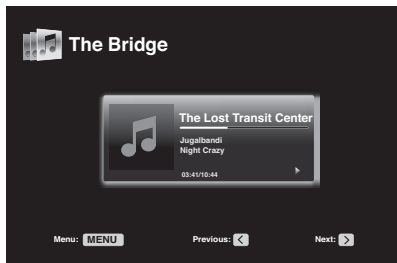 The Bridge
The Lost Transit Center
Jugalbandi
Night Crazy
03:41/10:44
Menu: MENU Previous: < Next: >